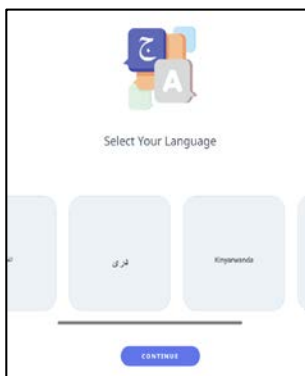 ج
A
Select Your Language
دری
Kinyarwanda
CONTINUE